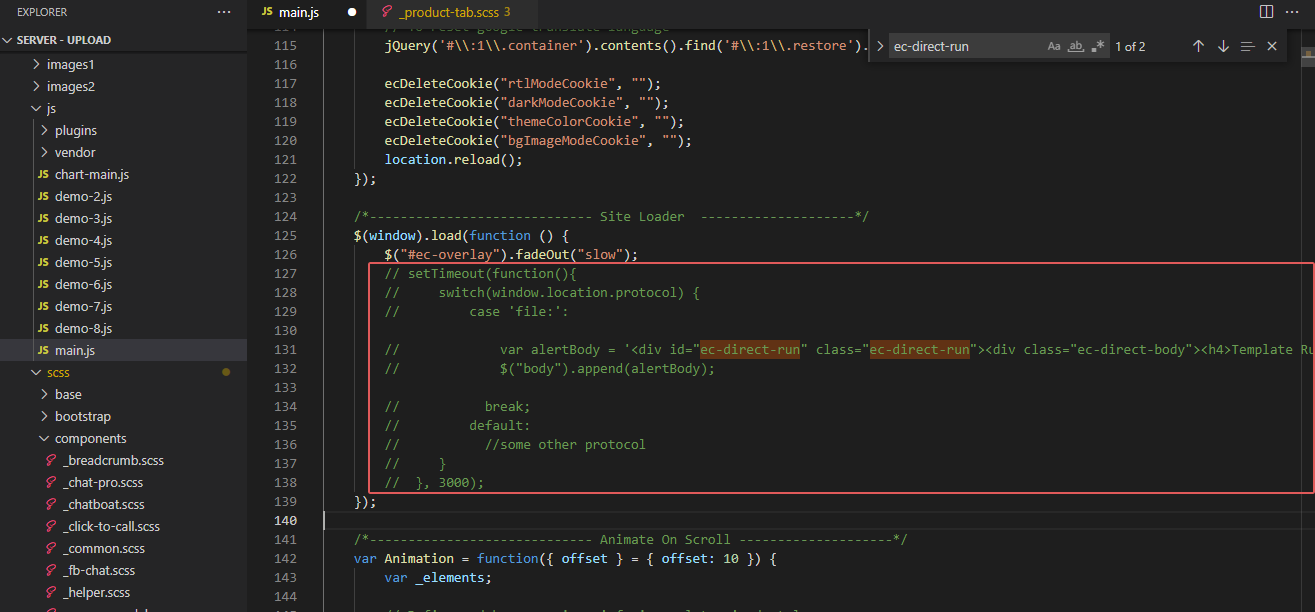 EXPLORER
SERVER - UPLOAD
images1
images2
js
plugins
vendor
JS chart-main.js
JS demo-2.js
JS demo-3.js
JS demo-4.js
JS demo-5.js
JS demo-6.js
JS demo-7.js
JS demo-8.js
JS main.js
scss
base
bootstrap
components
_breadcrumb.scss
_chat-pro.scss
_chatboat.scss
_click-to-call.scss
_common.scss
_fb-chat.scss
_helper.scss
JS main.js
_product-tab.scss 3
ec-direct-run Aa ab 1 of 2
115 jQuery('#\\:1\\.container').contents().find('#\\:1\\.restore').
116
117 ecDeleteCookie("rtlModeCookie", "");
118 ecDeleteCookie("darkModeCookie", "");
119 ecDeleteCookie("themeColorCookie", "");
120 ecDeleteCookie("bgImageModeCookie", "");
121 location.reload();
122 });
123
124 /*----------------------------- Site Loader --------------------*/
125 $(window).load(function () {
126 $("#ec-overlay").fadeOut("slow");
127 // setTimeout(function(){
128 // switch(window.location.protocol) {
129 // case 'file:':
130
131 // var alertBody = '<div id="ec-direct-run" class="ec-direct-run"><div class="ec-direct-body"><h4>Template Ru
132 // $("body").append(alertBody);
133
134 // break;
135 // default:
136 // //some other protocol
137 // }
138 // }, 3000);
139 });
140
141 /*----------------------------- Animate On Scroll --------------------*/
142 var Animation = function({ offset } = { offset: 10 }) {
143 var _elements;
144